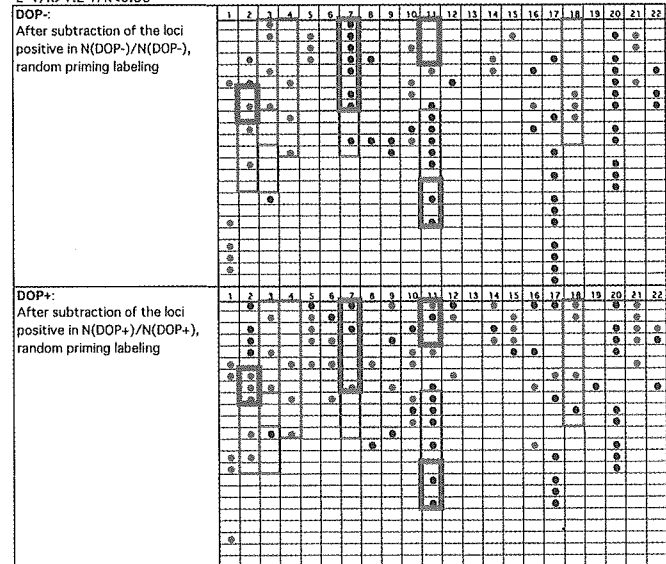 DOP-:
After subtraction of the loci
positive in N(DOP-)/N(DOP-),
random priming labeling
1 2 3 4 5 6 7 8 9 10 11 12 13 14 15 16 17 18 19 20 21 22
DOP+:
After subtraction of the loci
positive in N(DOP+)/N(DOP+),
random priming labeling
1 2 3 4 5 6 7 8 9 10 11 12 13 14 15 16 17 18 19 20 21 22